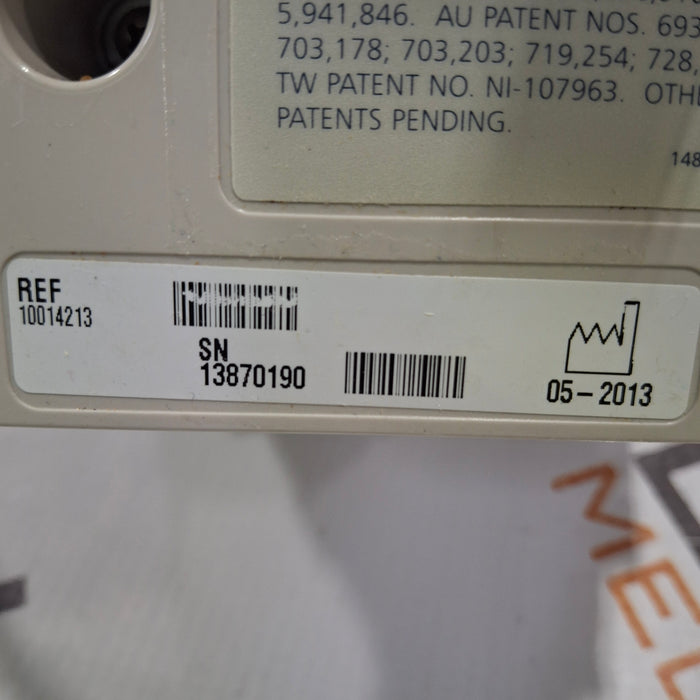 5,941,846. AU PATENT NOS. 693
703,178; 703,203; 719,254; 728,
TW PATENT NO. NI-107963. OTH
PATENTS PENDING.
148
REF
10014213
SN
13870190
05-2013
MED